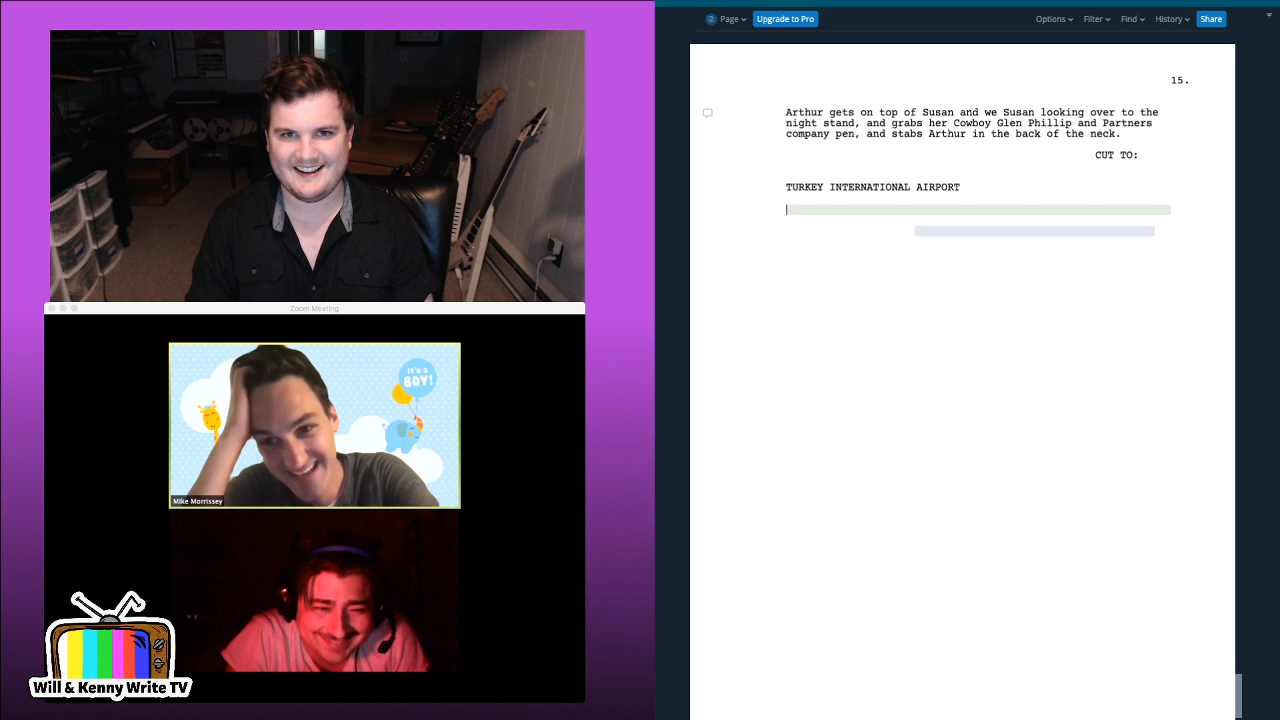 Page
Upgrade to Pro
Options
Filter
Find
History
Share
15.
Arthur gets on top of Susan and we Susan looking over to the
night stand, and grabs her Cowboy Glen Phillip and Partners
company pen, and stabs Arthur in the back of the neck.
CUT TO:
TURKEY INTERNATIONAL AIRPORT
Zoom Meeting
IT'S A
BOY!
Mike Morrissey
Will & Kenny Write TV